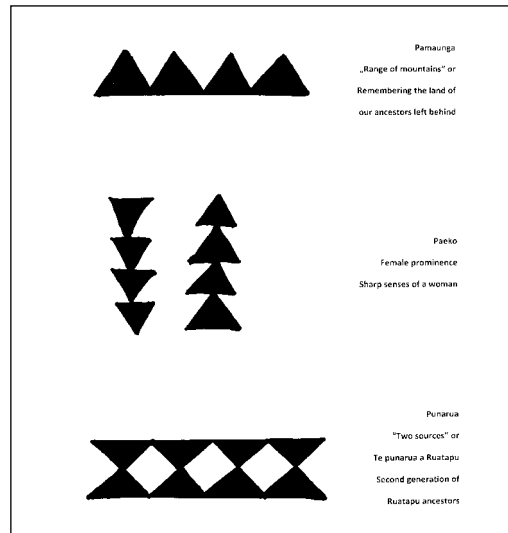 Pamaunga
„Range of mountains" or
Remembering the land of
our ancestors left behind
Paeko
Female prominence
Sharp senses of a woman
Punarua
"Two sources" or
Te punarua a Ruatapu
Second generation of
Ruatapu ancestors